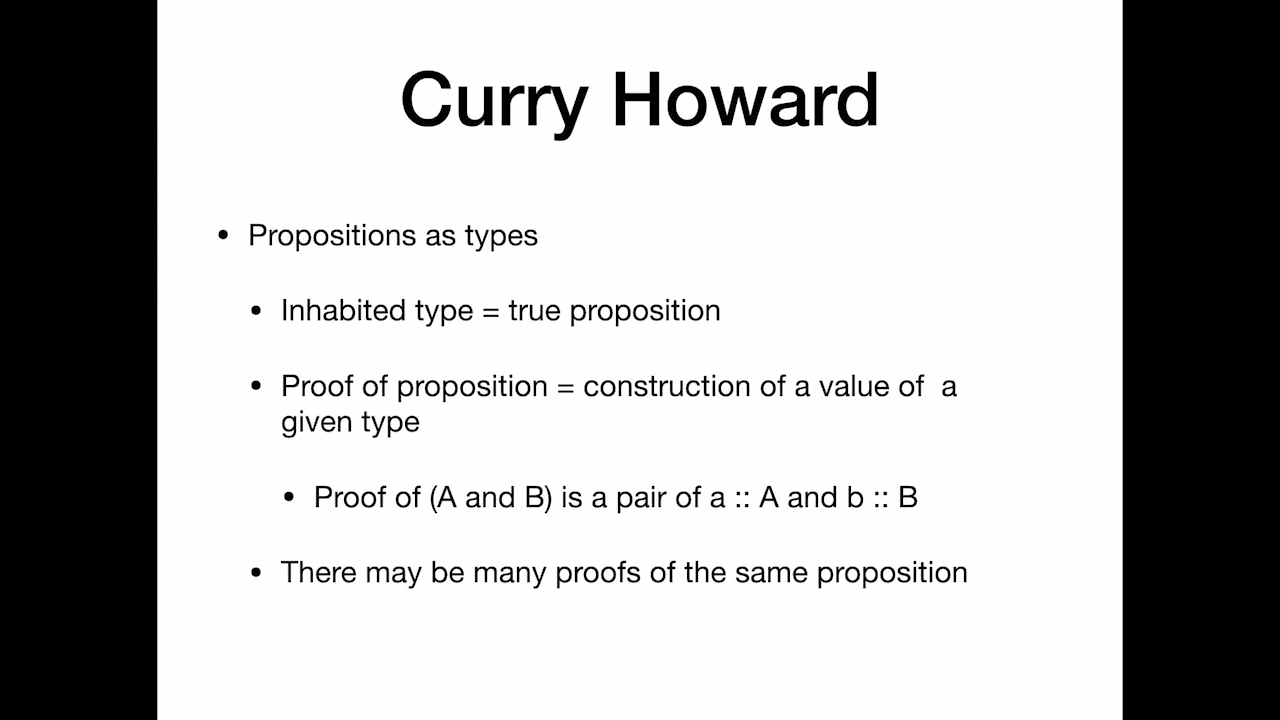 Curry Howard
• Propositions as types
• Inhabited type = true proposition
• Proof of proposition = construction of a value of  a
given type
• Proof of (A and B) is a pair of a :: A and b :: B
• There may be many proofs of the same proposition